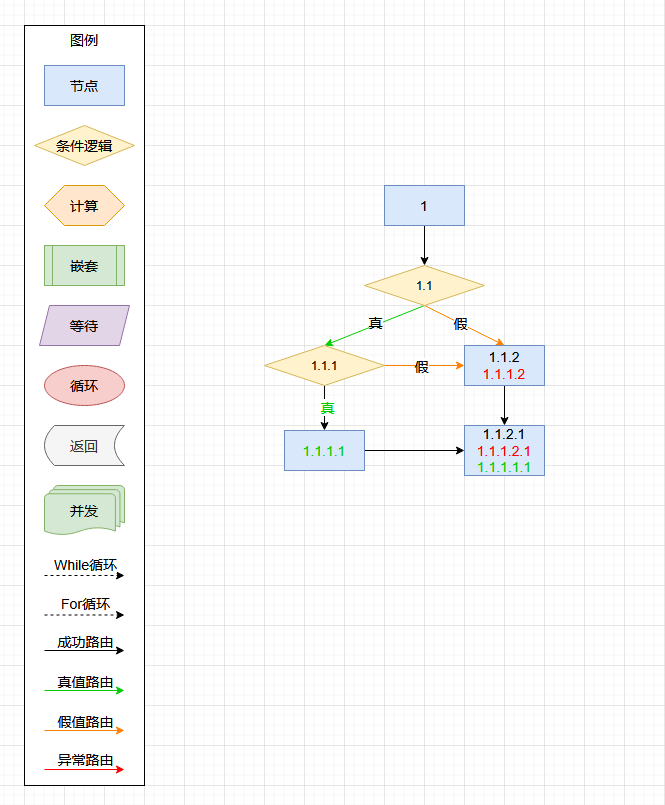 图例
节点
条件逻辑
计算
嵌套
等待
循环
返回
并发
While循环
For循环
成功路由
真值路由
假值路由
异常路由
1
1.1
真
假
1.1.1
假
1.1.2
1.1.1.2
真
1.1.1.1
1.1.2.1
1.1.1.2.1
1.1.1.1.1